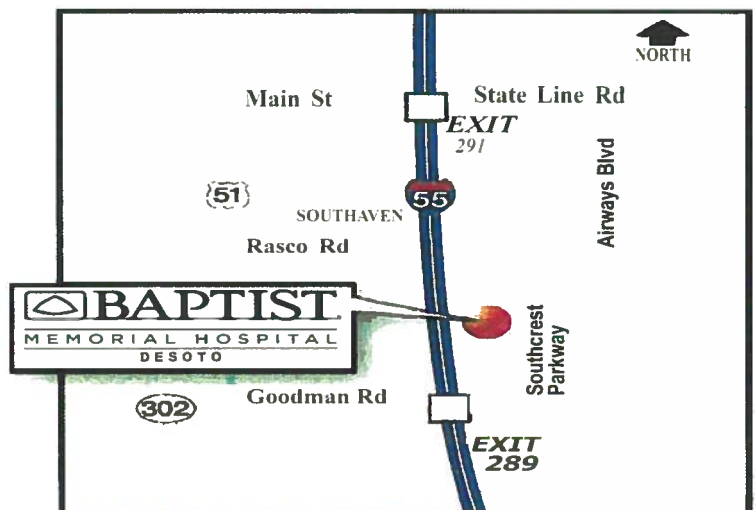 NORTH
Main St
State Line Rd
EXIT
291
Airways Blvd
51
55
SOUTHAVEN
Rasco Rd
BAPTIST
MEMORIAL HOSPITAL
DESOTO
Southcrest
Parkway
302
Goodman Rd
EXIT
289